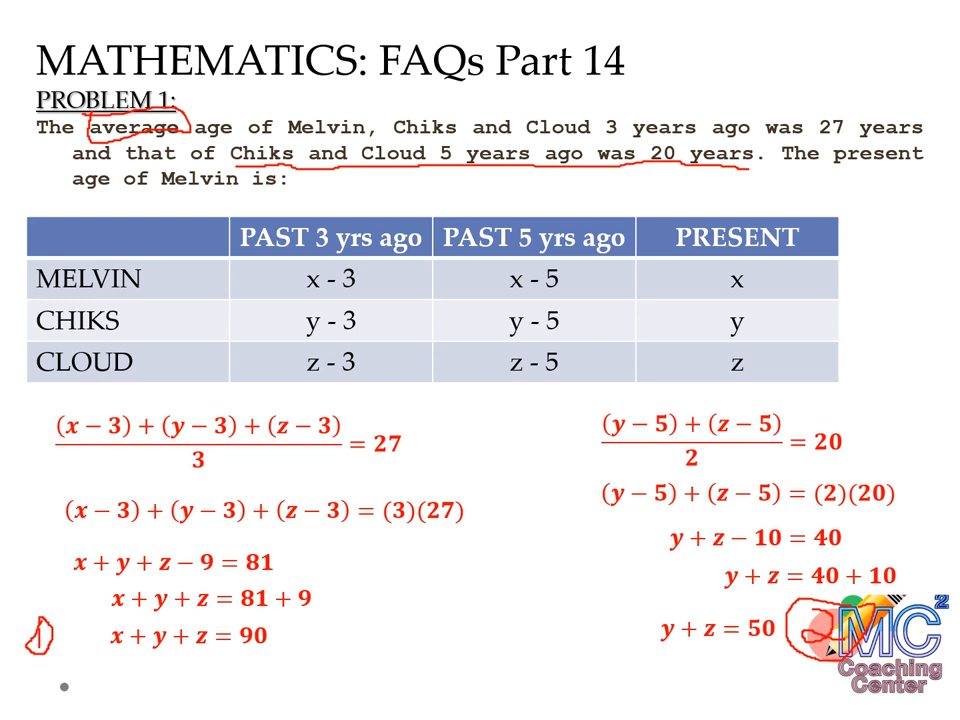 MATHEMATICS: FAQs Part 14
PROBLEM 1:
The average age of Melvin, Chiks and Cloud 3 years ago was 27 years
and that of Chiks and Cloud 5 years ago was 20 years. The present
age of Melvin is:
PAST 3 yrs ago PAST 5 yrs ago PRESENT
MELVIN x - 3 x - 5 x
CHIKS y - 3 y - 5 y
CLOUD z - 3 z - 5 z
(x − 3) + (y − 3) + (z − 3)
3
= 27
(x − 3) + (y − 3) + (z − 3) = (3)(27)
x + y + z − 9 = 81
x + y + z = 81 + 9
1
x + y + z = 90
(y − 5) + (z − 5)
2
= 20
(y − 5) + (z − 5) = (2)(20)
y + z − 10 = 40
y + z = 40 + 10
y + z = 50
2
MC2
Coaching
Center